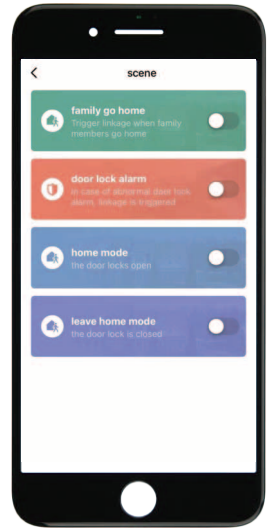 scene
family go home
Trigger linkage when family
members go home
door lock alarm
in case of abnormal door lock
alarm, linkage is triggered
home mode
the door locks open
leave home mode
the door lock is closed